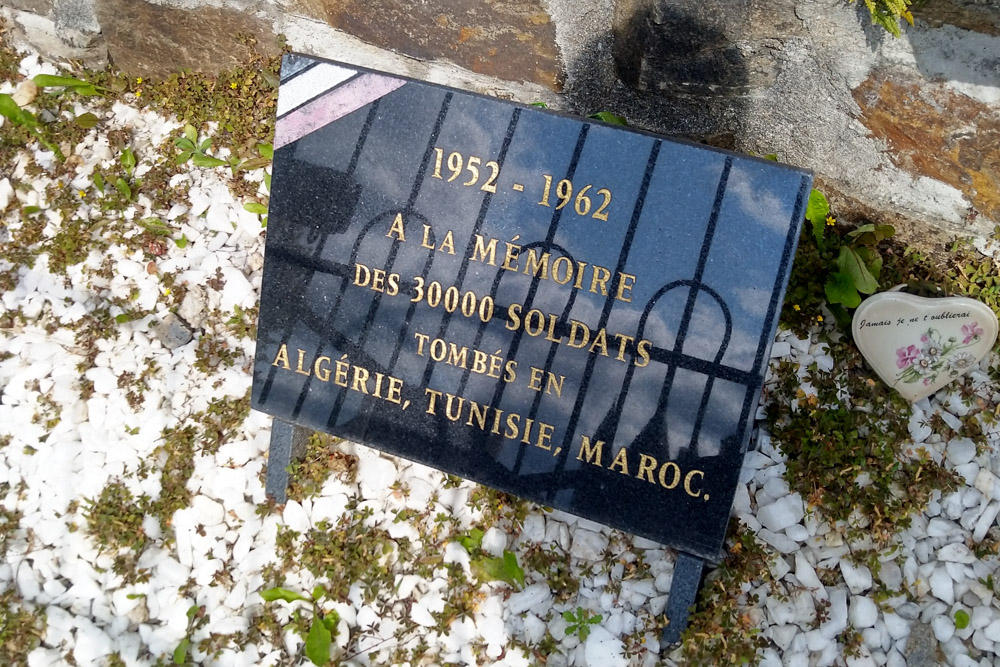 1952 - 1962
A LA MÉMOIRE
DES 30000 SOLDATS
TOMBÉS EN
ALGÉRIE, TUNISIE, MAROC.
Jamais je ne t'oublierai